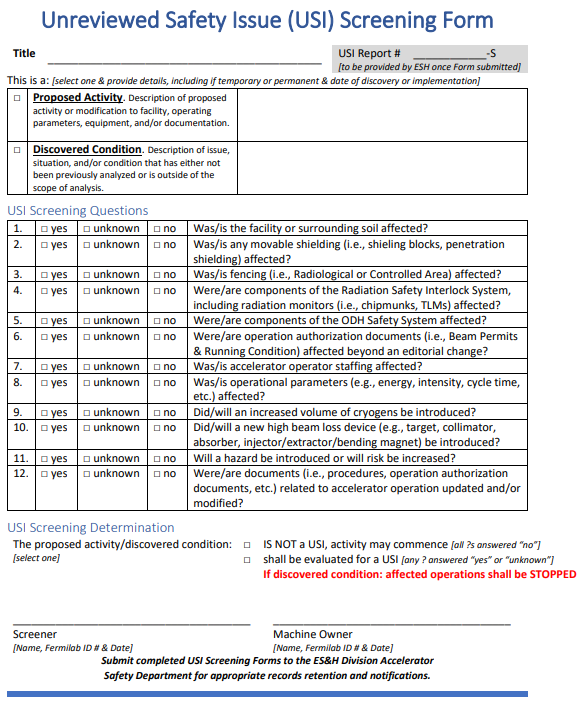 Unreviewed Safety Issue (USI) Screening Form
Title
USI Report # __________-S
[to be provided by ESH once Form submitted]
This is a: [select one & provide details, including if temporary or permanent & date of discovery or implementation]
☐ Proposed Activity. Description of proposed
activity or modification to facility, operating
parameters, equipment, and/or documentation.
☐ Discovered Condition. Description of issue,
situation, and/or condition that has either not
been previously analyzed or is outside of the
scope of analysis.
USI Screening Questions
1. ☐ yes ☐ unknown ☐ no Was/is the facility or surrounding soil affected?
2. ☐ yes ☐ unknown ☐ no Was/is any movable shielding (i.e., shieling blocks, penetration
shielding) affected?
3. ☐ yes ☐ unknown ☐ no Was/is fencing (i.e., Radiological or Controlled Area) affected?
4. ☐ yes ☐ unknown ☐ no Were/are components of the Radiation Safety Interlock System,
including radiation monitors (i.e., chipmunks, TLMs) affected?
5. ☐ yes ☐ unknown ☐ no Were/are components of the ODH Safety System affected?
6. ☐ yes ☐ unknown ☐ no Were/are operation authorization documents (i.e., Beam Permits
& Running Condition) affected beyond an editorial change?
7. ☐ yes ☐ unknown ☐ no Was/is accelerator operator staffing affected?
8. ☐ yes ☐ unknown ☐ no Was/is operational parameters (e.g., energy, intensity, cycle time,
etc.) affected?
9. ☐ yes ☐ unknown ☐ no Did/will an increased volume of cryogens be introduced?
10. ☐ yes ☐ unknown ☐ no Did/will a new high beam loss device (e.g., target, collimator,
absorber, injector/extractor/bending magnet) be introduced?
11. ☐ yes ☐ unknown ☐ no Will a hazard be introduced or will risk be increased?
12. ☐ yes ☐ unknown ☐ no Were/are documents (i.e., procedures, operation authorization
documents, etc.) related to accelerator operation updated and/or
modified?
USI Screening Determination
The proposed activity/discovered condition: ☐ IS NOT a USI, activity may commence [all ?s answered “no”]
[select one] ☐ shall be evaluated for a USI [any ? answered “yes” or “unknown”]
If discovered condition: affected operations shall be STOPPED
Screener
Machine Owner
[Name, Fermilab ID # & Date]
[Name, Fermilab ID # & Date]
Submit completed USI Screening Forms to the ES&H Division Accelerator
Safety Department for appropriate records retention and notifications.